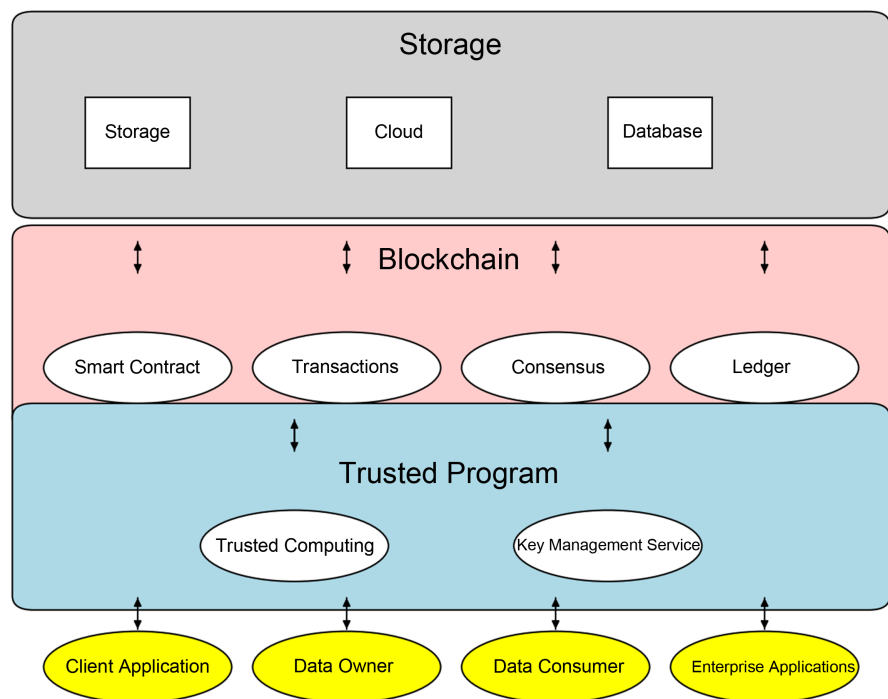 Storage
Storage
Cloud
Database
Blockchain
Smart Contract
Transactions
Consensus
Ledger
Trusted Program
Trusted Computing
Key Management Service
Client Application
Data Owner
Data Consumer
Enterprise Applications